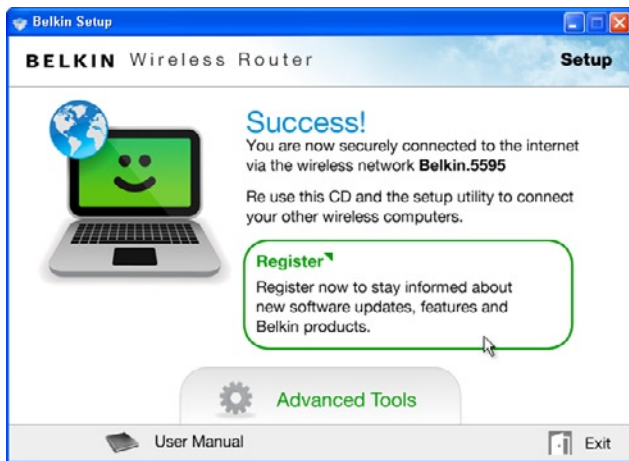 Belkin Setup
BELKIN Wireless Router
Setup
Success!
You are now securely connected to the internet
via the wireless network Belkin.5595
Re use this CD and the setup utility to connect
your other wireless computers.
Register
Register now to stay informed about
new software updates, features and
Belkin products.
Advanced Tools
User Manual
Exit